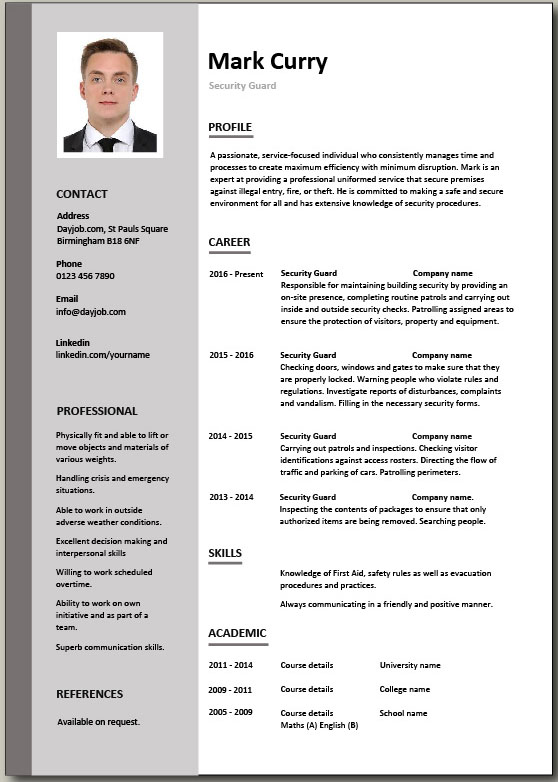 Mark Curry
Security Guard
CONTACT
Address
Dayjob.com, St Pauls Square
Birmingham B18 6NF
Phone
0123 456 7890
Email
info@dayjob.com
Linkedin
linkedin.com/yourname
PROFESSIONAL
Physically fit and able to lift or
move objects and materials of
various weights.
Handling crisis and emergency
situations.
Able to work in outside
adverse weather conditions.
Excellent decision making and
interpersonal skills
Willing to work scheduled
overtime.
Ability to work on own
initiative and as part of a
team.
Superb communication skills.
REFERENCES
Available on request.
PROFILE
A passionate, service-focused individual who consistently manages time and
processes to create maximum efficiency with minimum disruption. Mark is an
expert at providing a professional uniformed service that secure premises
against illegal entry, fire, or theft. He is committed to making a safe and secure
environment for all and has extensive knowledge of security procedures.
CAREER
2016 - Present Security Guard Company name
Responsible for maintaining building security by providing an
on-site presence, completing routine patrols and carrying out
inside and outside security checks. Patrolling assigned areas to
ensure the protection of visitors, property and equipment.
2015 - 2016 Security Guard Company name
Checking doors, windows and gates to make sure that they
are properly locked. Warning people who violate rules and
regulations. Investigate reports of disturbances, complaints
and vandalism. Filling in the necessary security forms.
2014 - 2015 Security Guard Company name
Carrying out patrols and inspections. Checking visitor
identifications against access rosters. Directing the flow of
traffic and parking of cars. Patrolling perimeters.
2013 - 2014 Security Guard Company name.
Inspecting the contents of packages to ensure that only
authorized items are being removed. Searching people.
SKILLS
Knowledge of First Aid, safety rules as well as evacuation
procedures and practices.
Always communicating in a friendly and positive manner.
ACADEMIC
2011 - 2014 Course details University name
2009 - 2011 Course details College name
2005 - 2009 Course details School name
Maths (A) English (B)